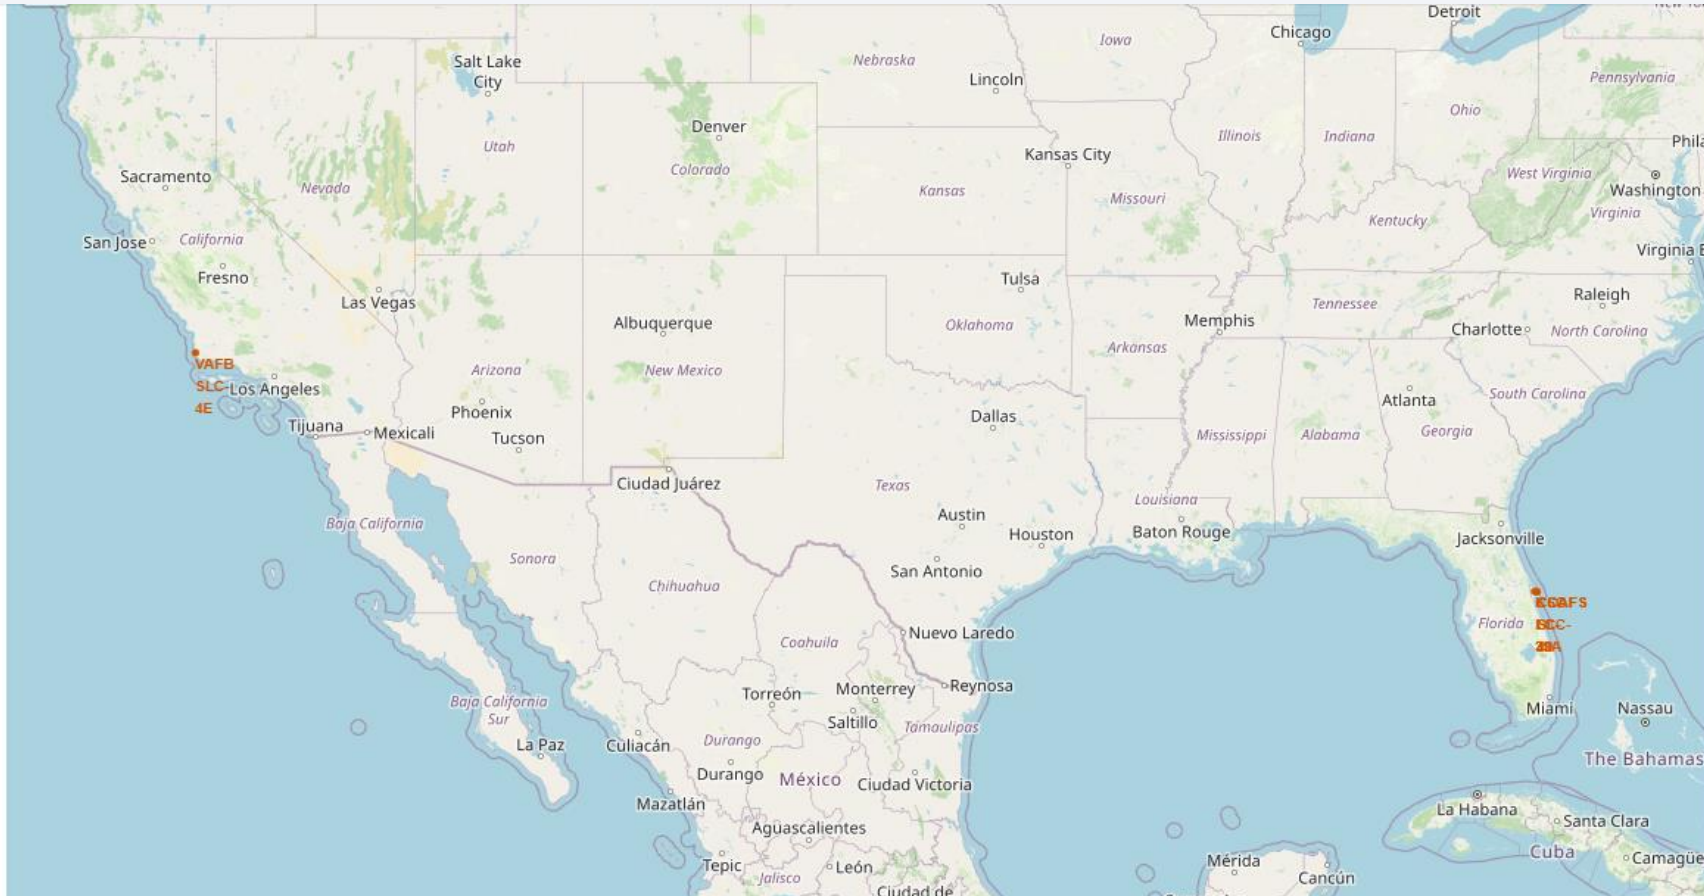 Detroit
Chicago
Iowa
Nebraska
Salt Lake
City
Lincoln
Pennsylvania
Ohio
Denver
Illinois
Indiana
Utah
Kansas City
Colorado
Sacramento
Nevada
Kansas
Missouri
West Virginia
Washington
Virginia
Kentucky
San Jose
California
Virginia
Fresno
Tulsa
Las Vegas
Raleigh
Tennessee
Albuquerque
Oklahoma
Memphis
Charlotte
North Carolina
Arkansas
VAFB
SLC-
4E
Los Angeles
Arizona
New Mexico
Phoenix
Dallas
Atlanta
South Carolina
Tijuana
Mexicali
Tucson
Mississippi
Alabama
Georgia
Ciudad Juárez
Texas
Louisiana
Baja California
Austin
Houston
Baton Rouge
Jacksonville
Sonora
Chihuahua
San Antonio
Florida
Coahuila
Nuevo Laredo
Reynosa
Torreón
Monterrey
Baja California
Sur
Saltillo
Tamaulipas
Miami
Nassau
La Paz
Culiacán
Durango
The Bahamas
Durango
México
Ciudad Victoria
Mazatlán
La Habana
Santa Clara
Aguascalientes
Cuba
Tepic
León
Mérida
Camagüe
Jalisco
Cancún
Ciudad de